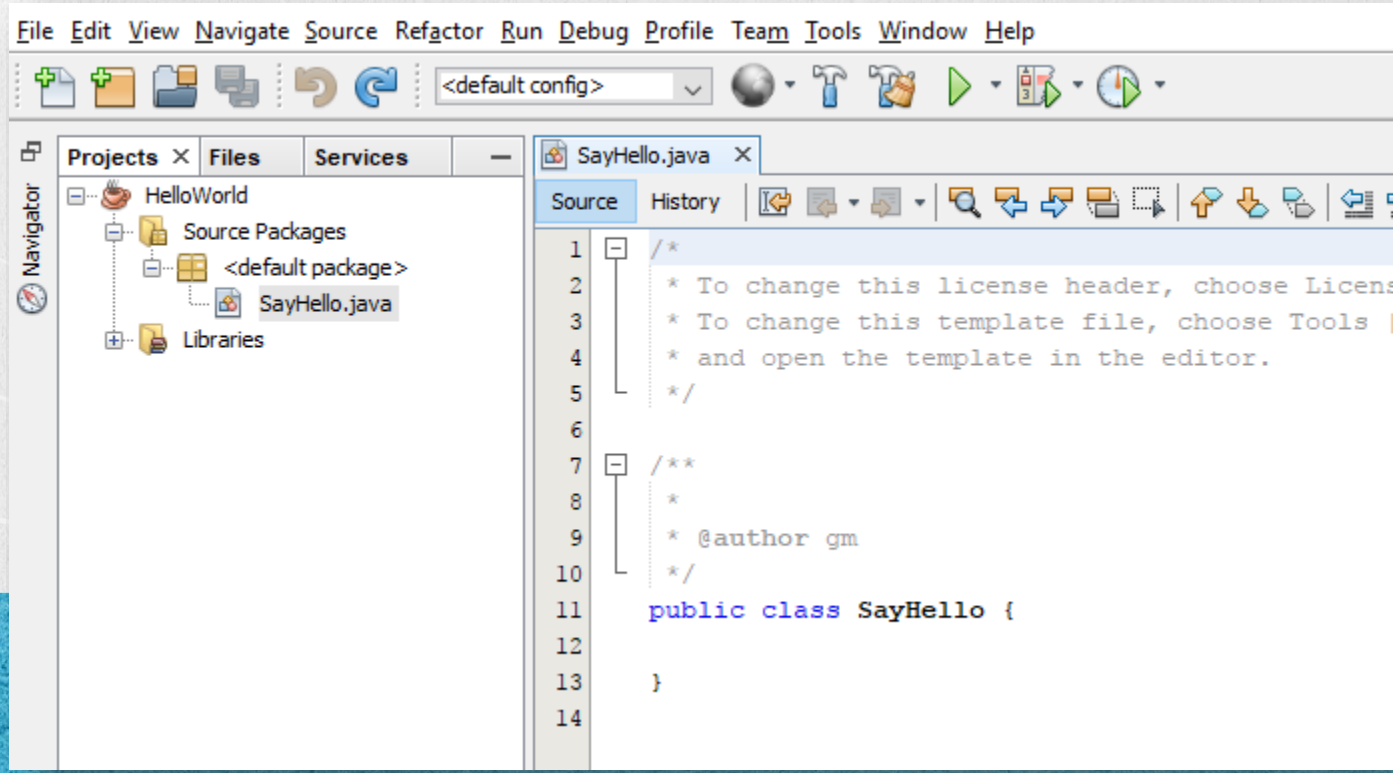 File Edit View Navigate Source Refactor Run Debug Profile Team Tools Window Help
<default config>
Navigator
Projects Files Services
HelloWorld
Source Packages
<default package>
SayHello.java
Libraries
SayHello.java
Source History
1 /*
2 * To change this license header, choose
3 * To change this template file, choose Tools
4 * and open the template in the editor.
5 */
6
7 /**
8 *
9 * @author gm
10 */
11 public class SayHello {
12
13 }
14